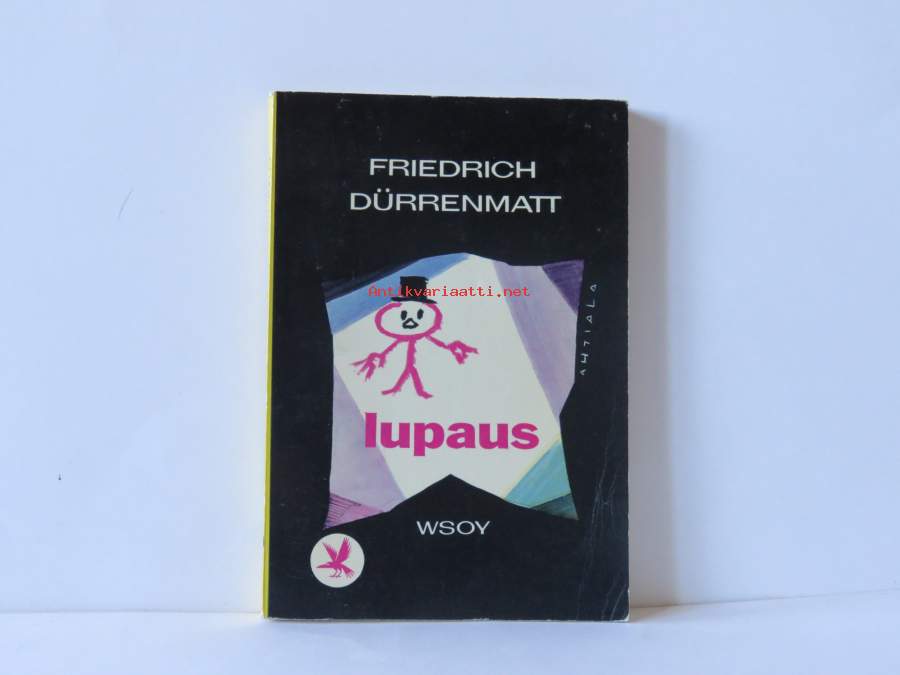 FRIEDRICH
DÜRRENMATT
Antikvariaatti.net
AHTIALA
lupaus
WSOY